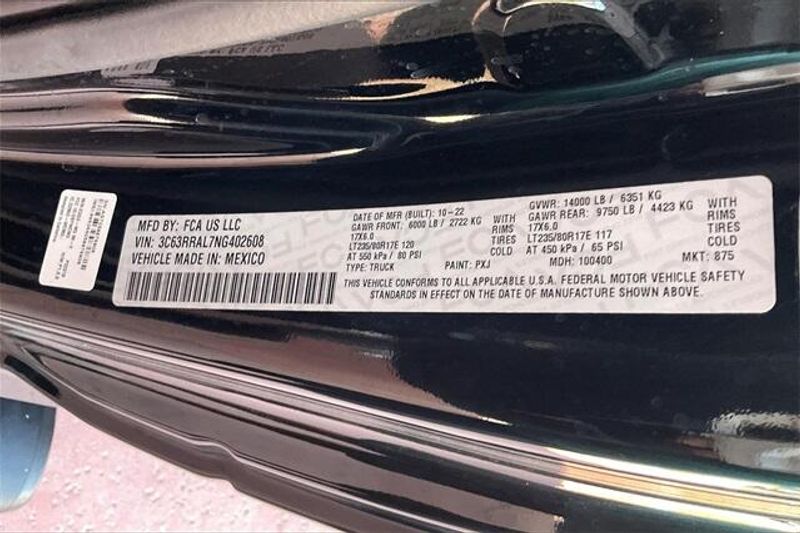 MFD BY: FCA US LLC
VIN: 3C63RRAL7NG402608
VEHICLE MADE IN: MEXICO
DATE OF MFR (BUILT): 10-22
GAWR FRONT: 6000 LB / 2722 KG WITH
17X6.0 RIMS
LT235/80R17E 120 TIRES
AT 550 kPa / 80 PSI COLD
TYPE: TRUCK PAINT: PXJ
GVWR: 14000 LB / 6351 KG
GAWR REAR: 9750 LB / 4423 KG WITH
17X6.0 RIMS
LT235/80R17E 117 TIRES
AT 450 kPa / 65 PSI COLD
MDH: 100400 MKT: 875
THIS VEHICLE CONFORMS TO ALL APPLICABLE U.S.A. FEDERAL MOTOR VEHICLE SAFETY
STANDARDS IN EFFECT ON THE DATE OF MANUFACTURE SHOWN ABOVE.